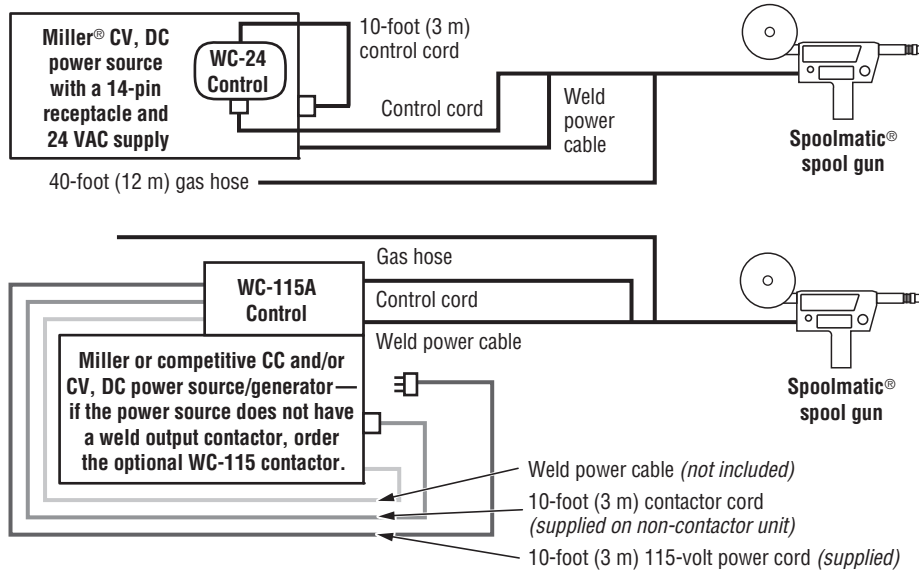 Miller® CV, DC
power source
with a 14-pin
receptacle and
24 VAC supply
WC-24
Control
10-foot (3 m)
control cord
Control cord
Weld
power
cable
Spoolmatic®
spool gun
40-foot (12 m) gas hose
Gas hose
WC-115A
Control
Control cord
Weld power cable
Miller or competitive CC and/or
CV, DC power source/generator—
if the power source does not have
a weld output contactor, order
the optional WC-115 contactor.
Spoolmatic®
spool gun
Weld power cable (not included)
10-foot (3 m) contactor cord
(supplied on non-contactor unit)
10-foot (3 m) 115-volt power cord (supplied)